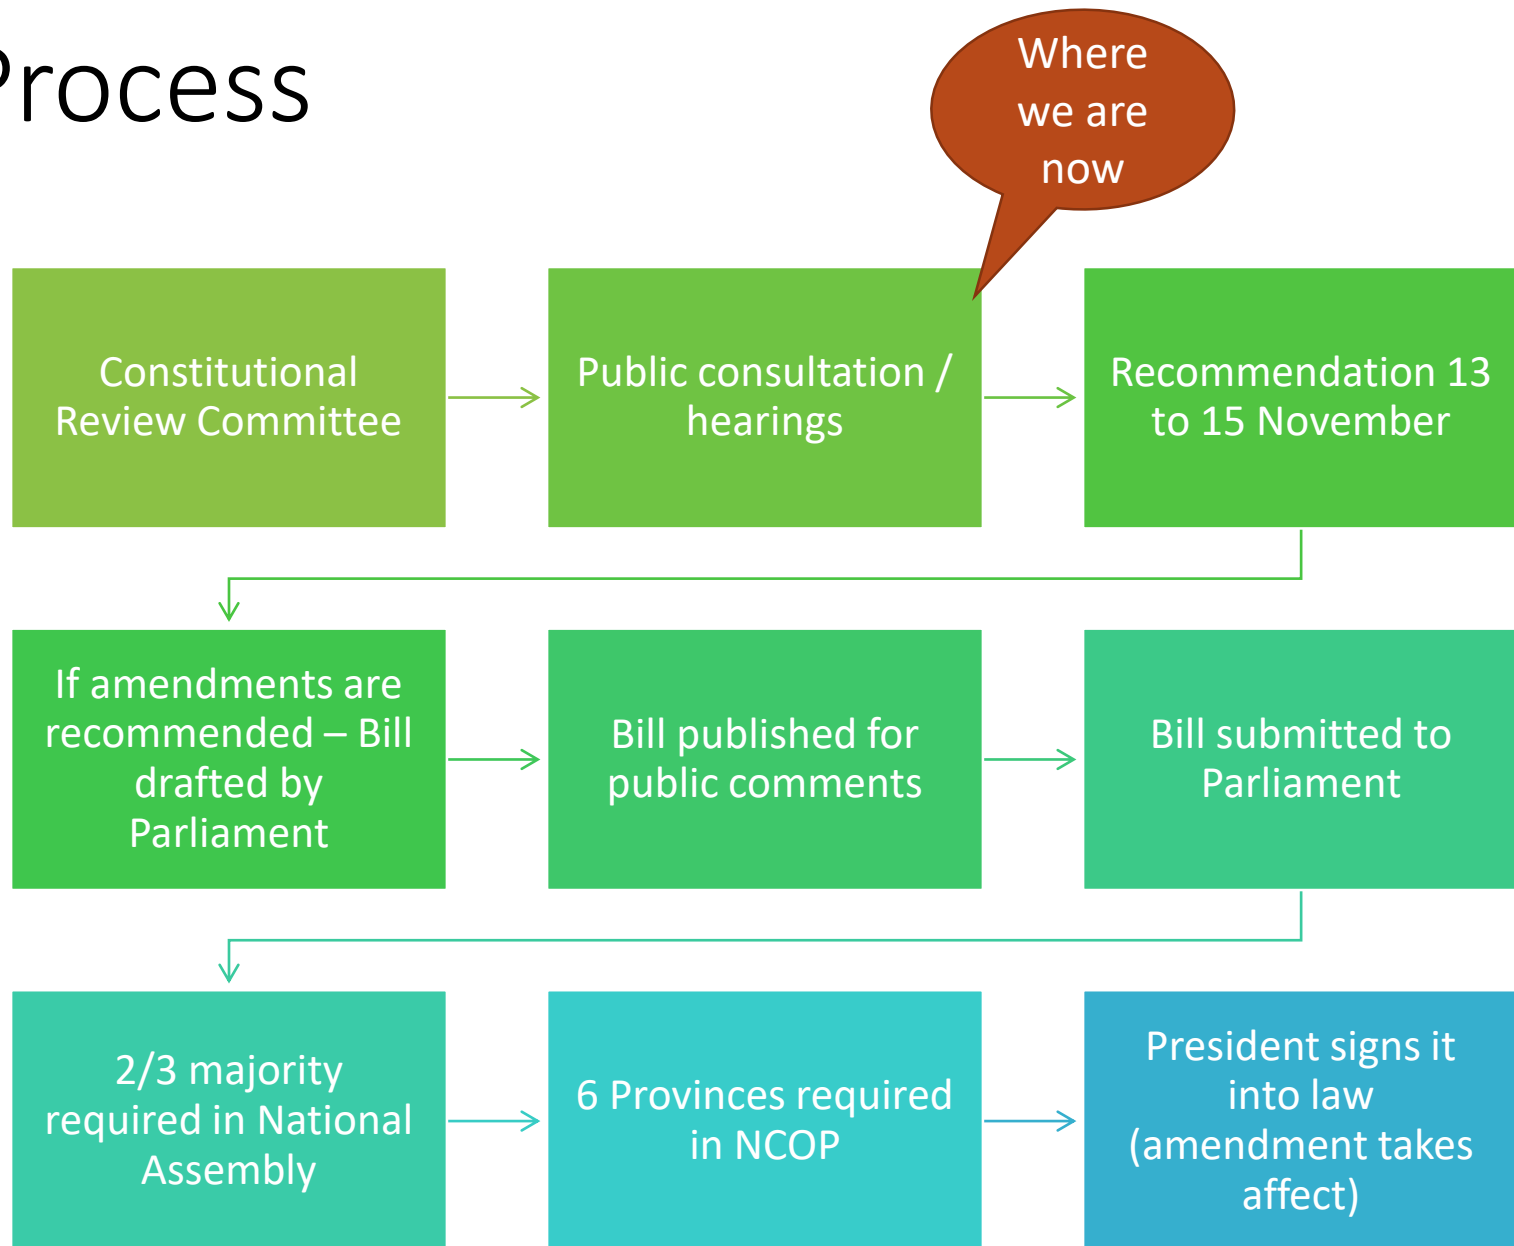 Process
Where
we are
now
Constitutional
Review Committee
Public consultation /
hearings
Recommendation 13
to 15 November
If amendments are
recommended – Bill
drafted by
Parliament
Bill published for
public comments
Bill submitted to
Parliament
2/3 majority
required in National
Assembly
6 Provinces required
in NCOP
President signs it
into law
(amendment takes
affect)